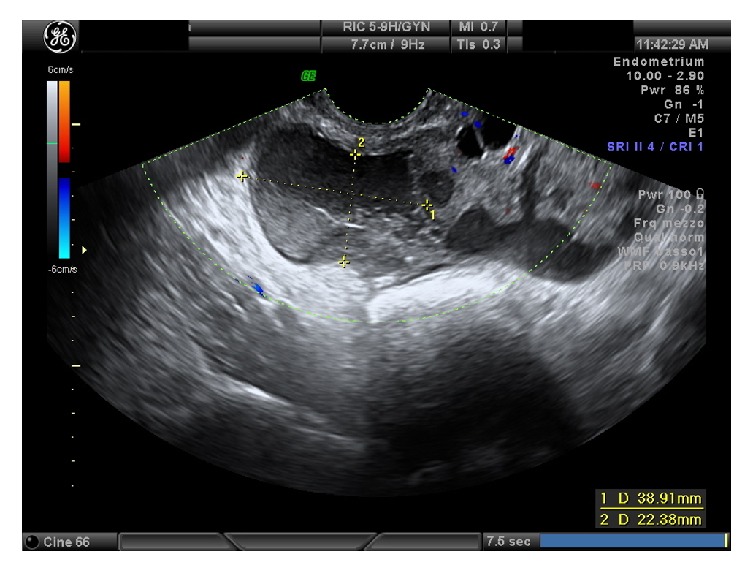 RIC 5-9H/GYN MI 0.7
7.7cm / 9Hz TIs 0.3 11:42:29 AM
6cm/s
-6cm/s
GE
Endometrium
10.00 - 2.90
Pwr 86 %
Gn -1
C7 / M5
E1
SRI II 4 / CRI 1
Pwr 100
Gn -0.2
Frq mezzo
WMF basso1
PRF 0.9kHz
2
1
1 D 38.91mm
2 D 22.38mm
Cine 66 7.5 sec